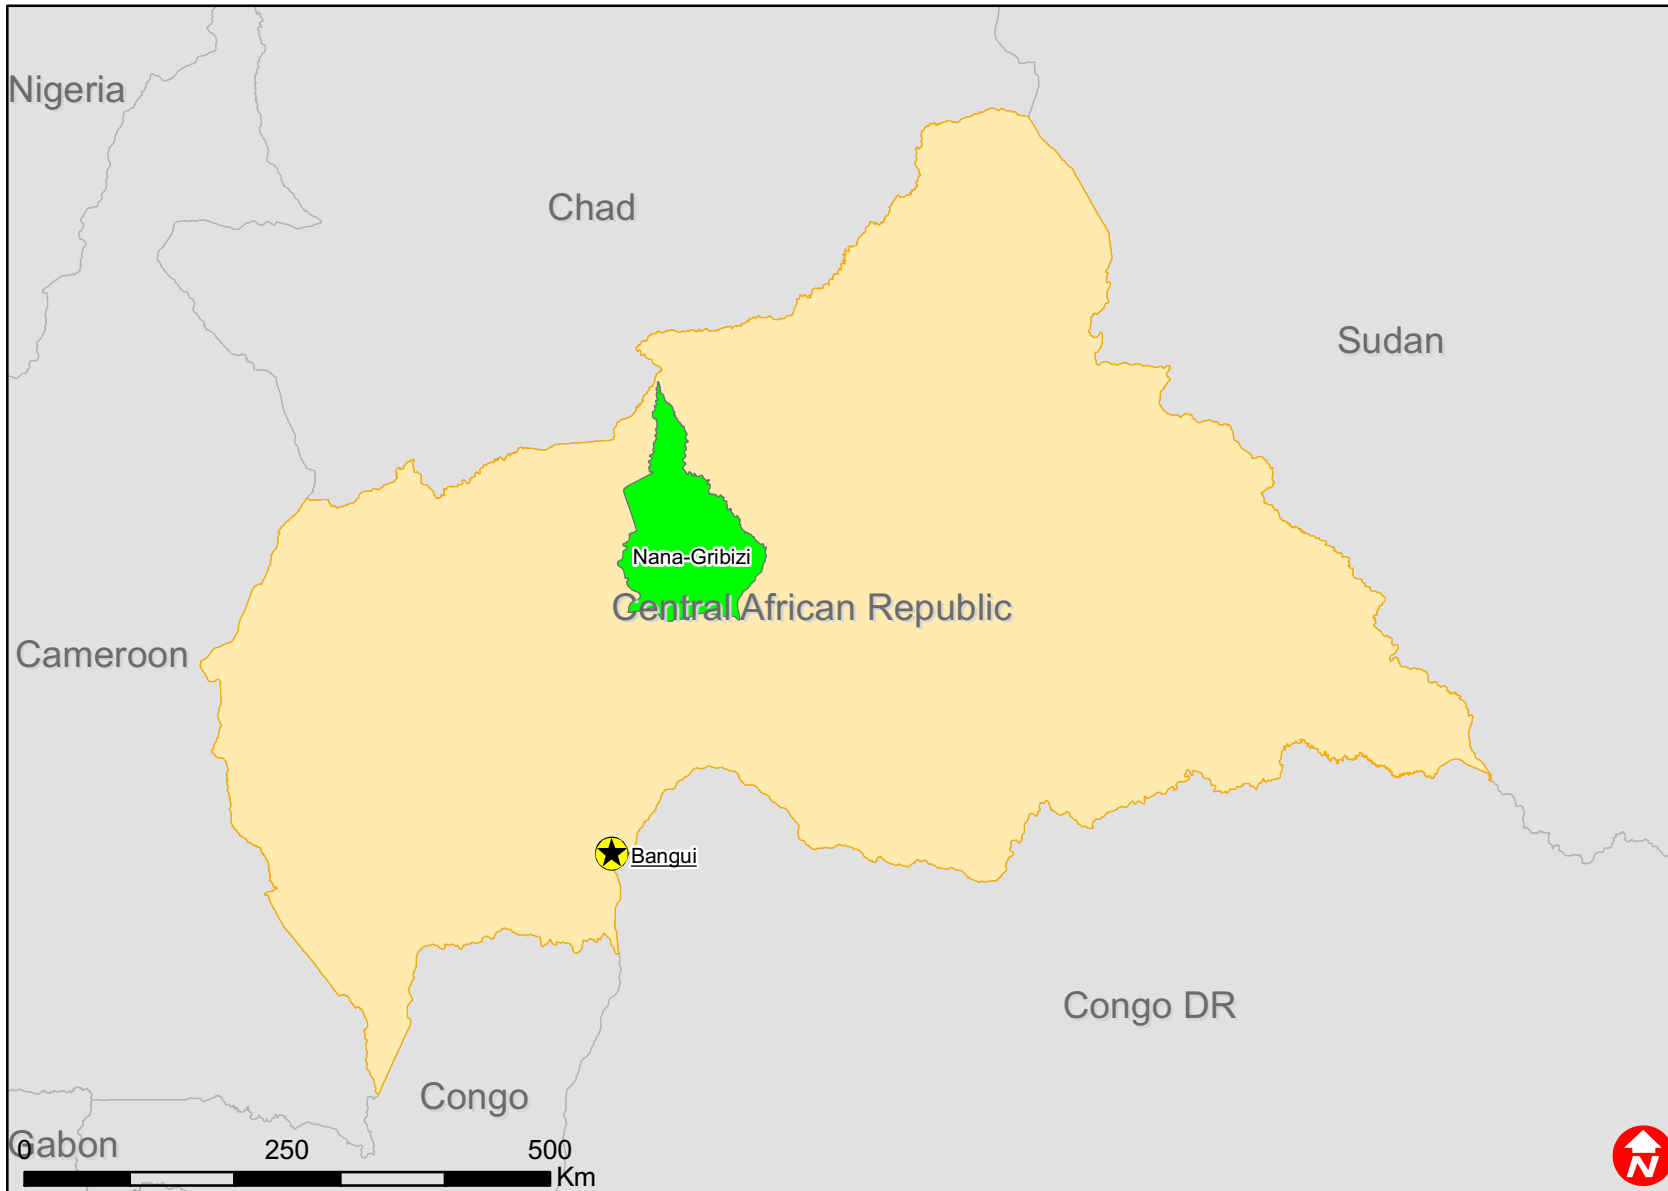 Nigeria
Chad
Sudan
Nana-Gribizi
Central African Republic
Cameroon
Bangui
Congo DR
Congo
Gabon
0 250 500
Km
N